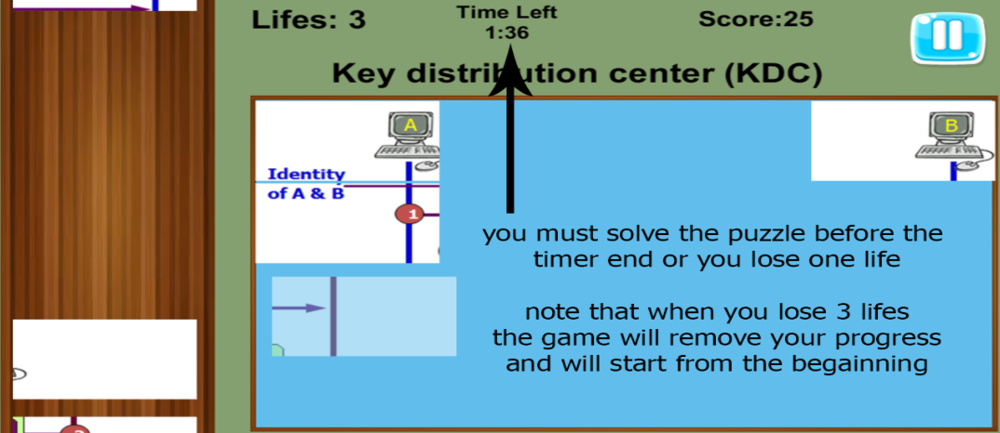 Lifes: 3
Time Left
1:36
Score:25
Key distribution center (KDC)
A
B
Identity
of A & B
1
you must solve the puzzle before the
timer end or you lose one life
note that when you lose 3 lifes
the game will remove your progress
and will start from the begainning